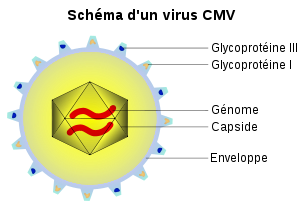 Schéma d'un virus CMV
Glycoprotéine III
Glycoprotéine I
Génome
Capside
Enveloppe